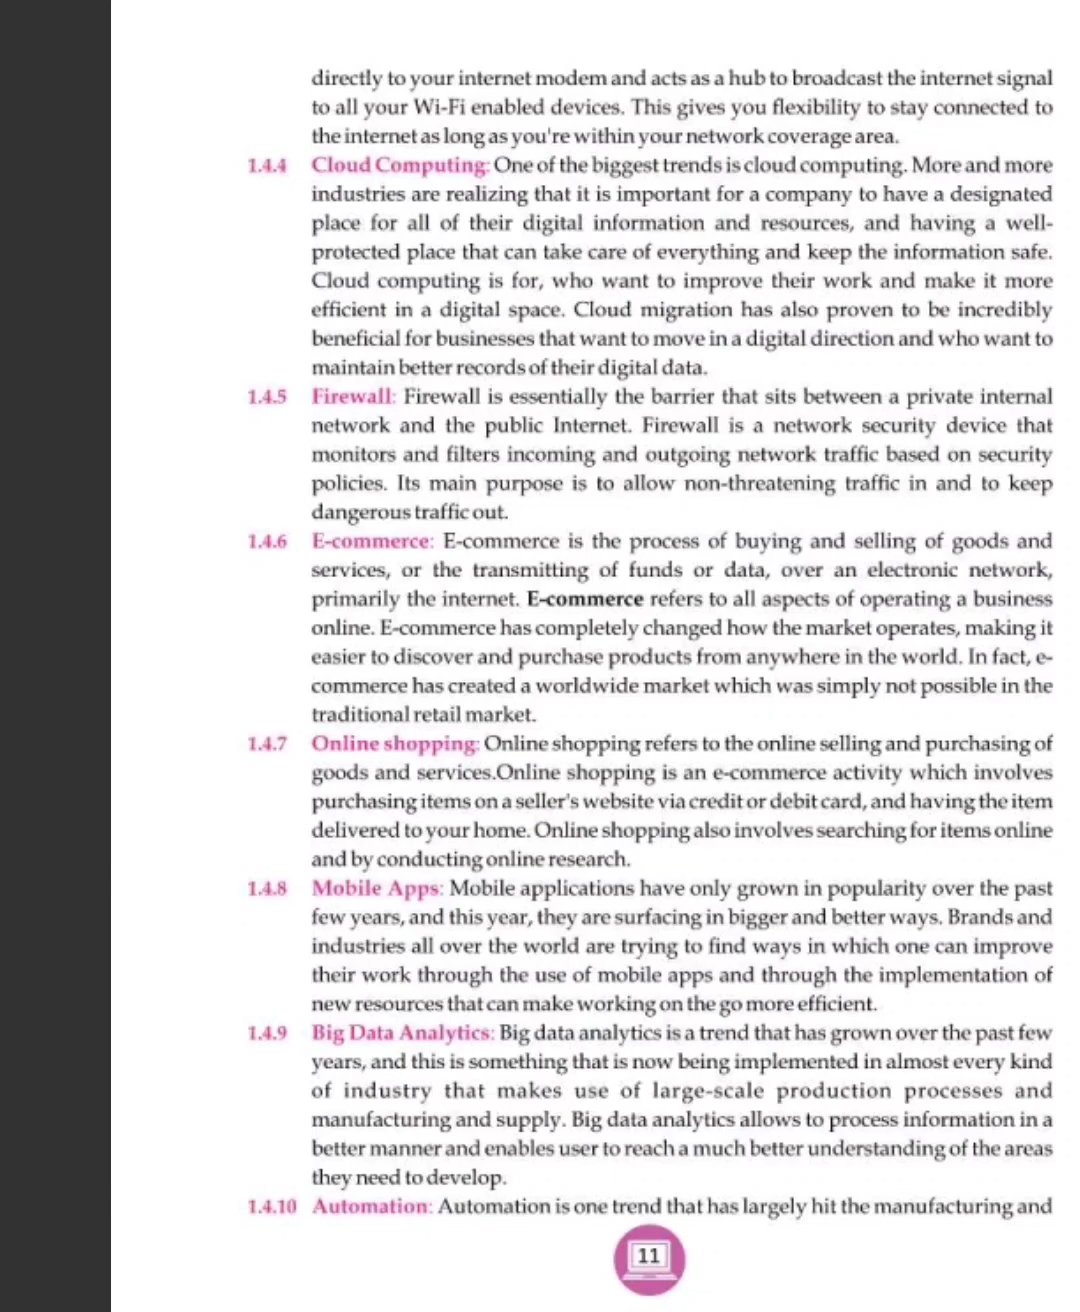 directly to your internet modem and acts as a hub to broadcast the internet signal
to all your Wi-Fi enabled devices. This gives you flexibility to stay connected to
the internet as long as you're within your network coverage area.
1.4.4 Cloud Computing: One of the biggest trends is cloud computing. More and more
industries are realizing that it is important for a company to have a designated
place for all of their digital information and resources, and having a well-
protected place that can take care of everything and keep the information safe.
Cloud computing is for, who want to improve their work and make it more
efficient in a digital space. Cloud migration has also proven to be incredibly
beneficial for businesses that want to move in a digital direction and who want to
maintain better records of their digital data.
1.4.5 Firewall: Firewall is essentially the barrier that sits between a private internal
network and the public Internet. Firewall is a network security device that
monitors and filters incoming and outgoing network traffic based on security
policies. Its main purpose is to allow non-threatening traffic in and to keep
dangerous traffic out.
1.4.6 E-commerce: E-commerce is the process of buying and selling of goods and
services, or the transmitting of funds or data, over an electronic network,
primarily the internet. E-commerce refers to all aspects of operating a business
online. E-commerce has completely changed how the market operates, making it
easier to discover and purchase products from anywhere in the world. In fact, e-
commerce has created a worldwide market which was simply not possible in the
traditional retail market.
1.4.7 Online shopping: Online shopping refers to the online selling and purchasing of
goods and services.Online shopping is an e-commerce activity which involves
purchasing items on a seller's website via credit or debit card, and having the item
delivered to your home. Online shopping also involves searching for items online
and by conducting online research.
1.4.8 Mobile Apps: Mobile applications have only grown in popularity over the past
few years, and this year, they are surfacing in bigger and better ways. Brands and
industries all over the world are trying to find ways in which one can improve
their work through the use of mobile apps and through the implementation of
new resources that can make working on the go more efficient.
1.4.9 Big Data Analytics: Big data analytics is a trend that has grown over the past few
years, and this is something that is now being implemented in almost every kind
of industry that makes use of large-scale production processes and
manufacturing and supply. Big data analytics allows to process information in a
better manner and enables user to reach a much better understanding of the areas
they need to develop.
1.4.10 Automation: Automation is one trend that has largely hit the manufacturing and
11